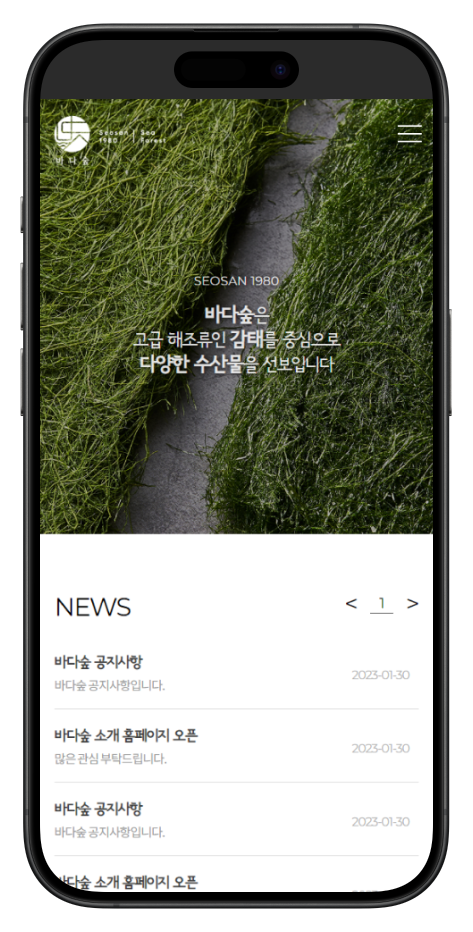 Seosan 1980 | Sea Forest
바다숲
SEOSAN 1980
바다숲은
고급 해조류인 감태를 중심으로
다양한 수산물을 선보입니다
NEWS
< 1 >
바다숲 공지사항
바다숲 공지사항입니다.
2023-01-30
바다숲 소개 홈페이지 오픈
많은 관심 부탁드립니다.
2023-01-30
바다숲 공지사항
바다숲 공지사항입니다.
2023-01-30
바다숲 소개 홈페이지 오픈